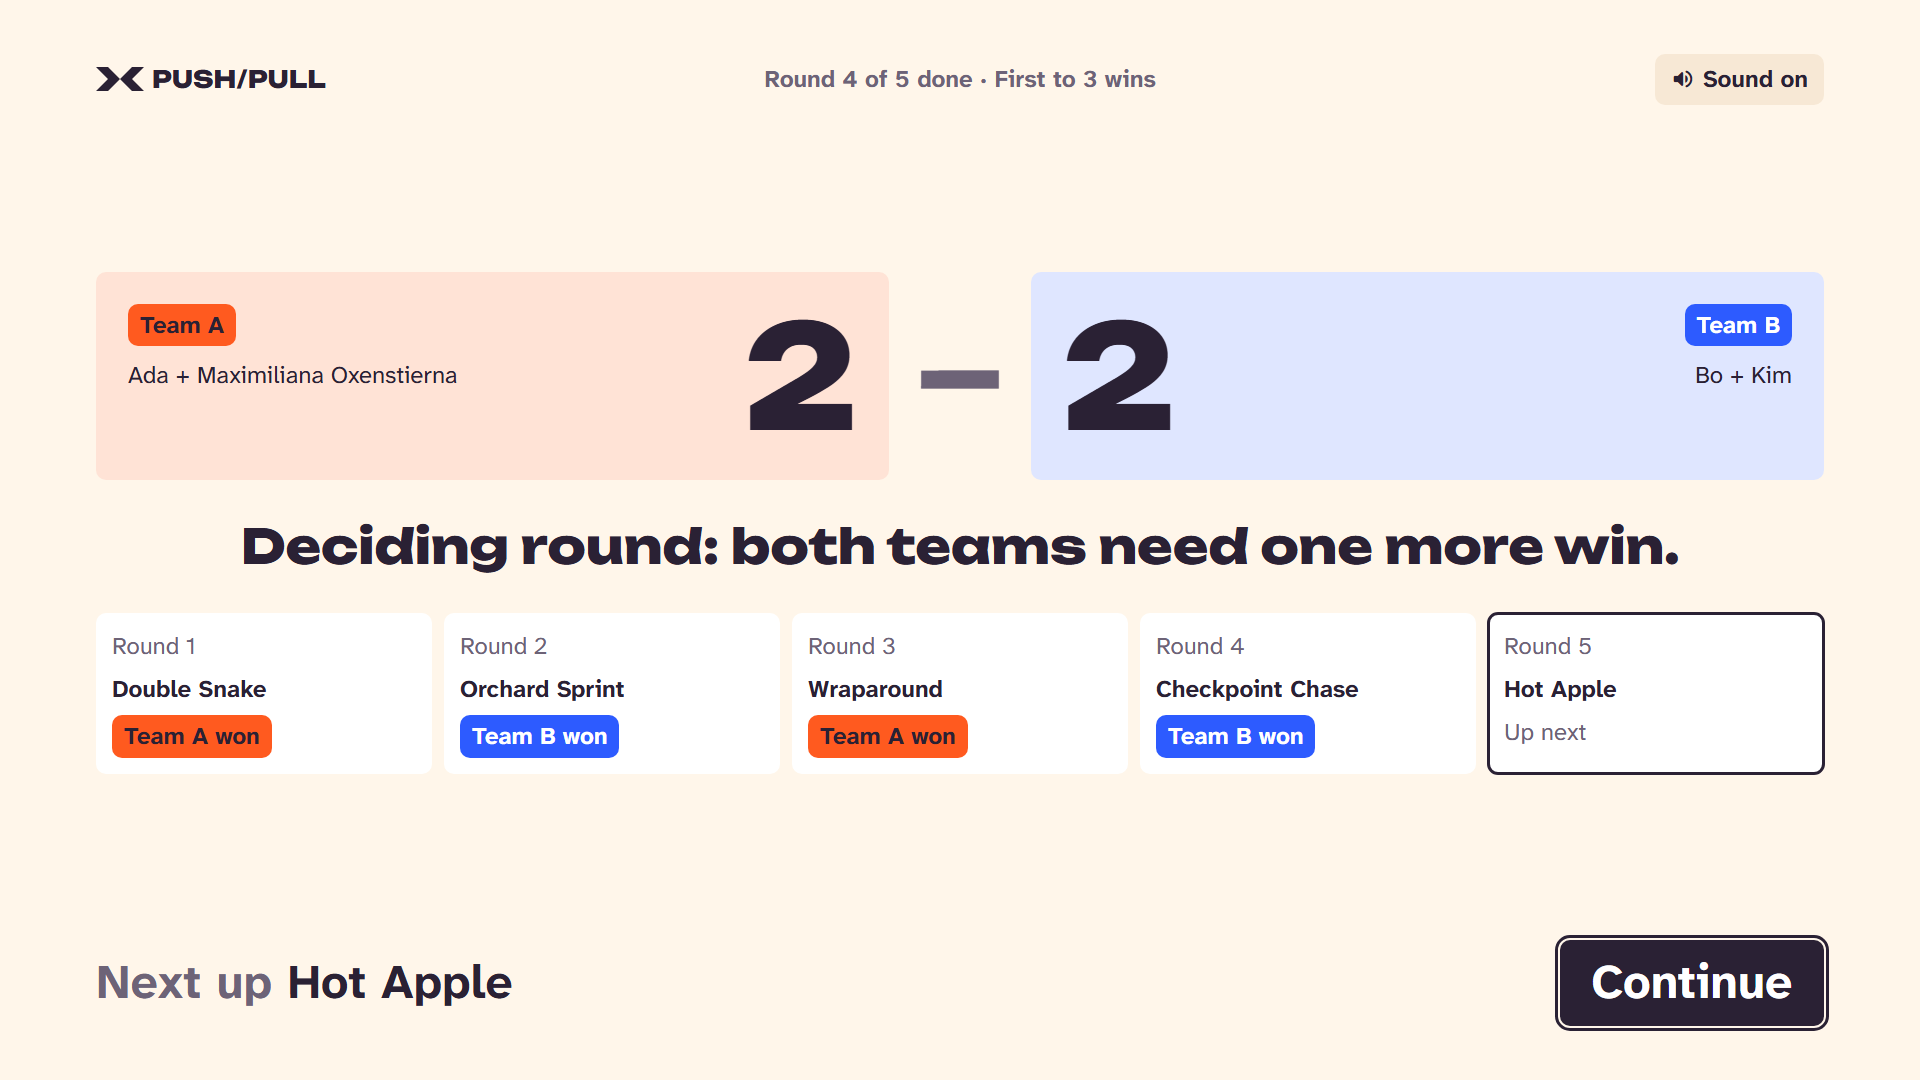 PUSH/PULL
Round 4 of 5 done · First to 3 wins
Sound on
Team A
Ada + Maximiliana Oxenstierna
2 – 2
Team B
Bo + Kim
Deciding round: both teams need one more win.
Round 1
Double Snake
Team A won
Round 2
Orchard Sprint
Team B won
Round 3
Wraparound
Team A won
Round 4
Checkpoint Chase
Team B won
Round 5
Hot Apple
Up next
Next up Hot Apple
Continue